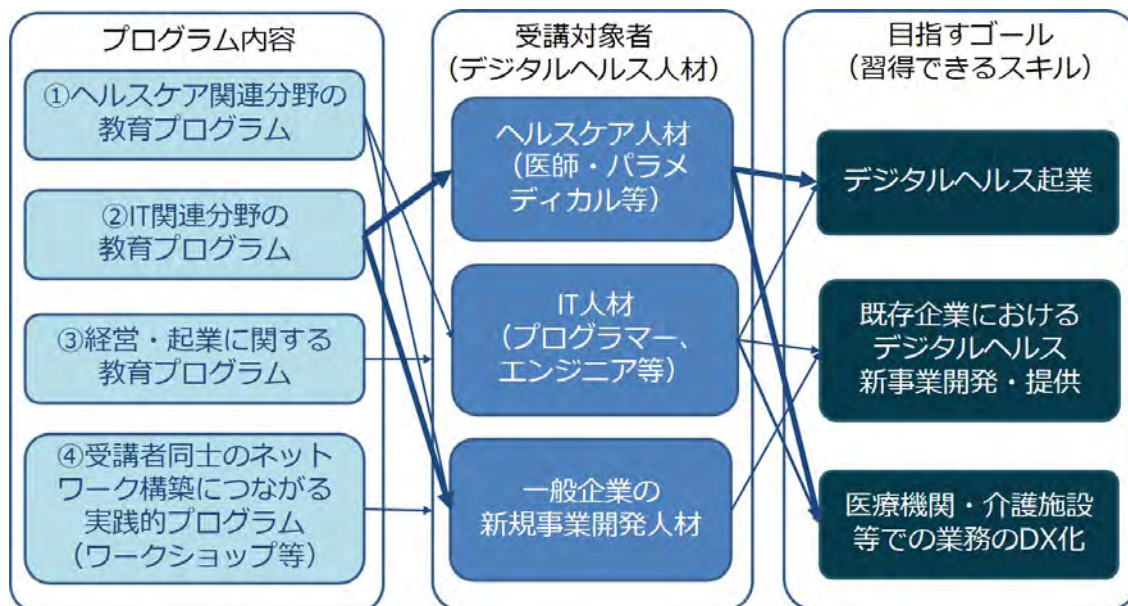 プログラム内容
①ヘルスケア関連分野の
教育プログラム
②IT関連分野の
教育プログラム
③経営・起業に関する
教育プログラム
④受講者同士のネット
ワーク構築につながる
実践的プログラム
（ワークショップ等）
受講対象者
（デジタルヘルス人材）
ヘルスケア人材
（医師・パラメ
ディカル等）
IT人材
（プログラマー、
エンジニア等）
一般企業の
新規事業開発人材
目指すゴール
（習得できるスキル）
デジタルヘルス起業
既存企業における
デジタルヘルス
新事業開発・提供
医療機関・介護施設
等での業務のDX化